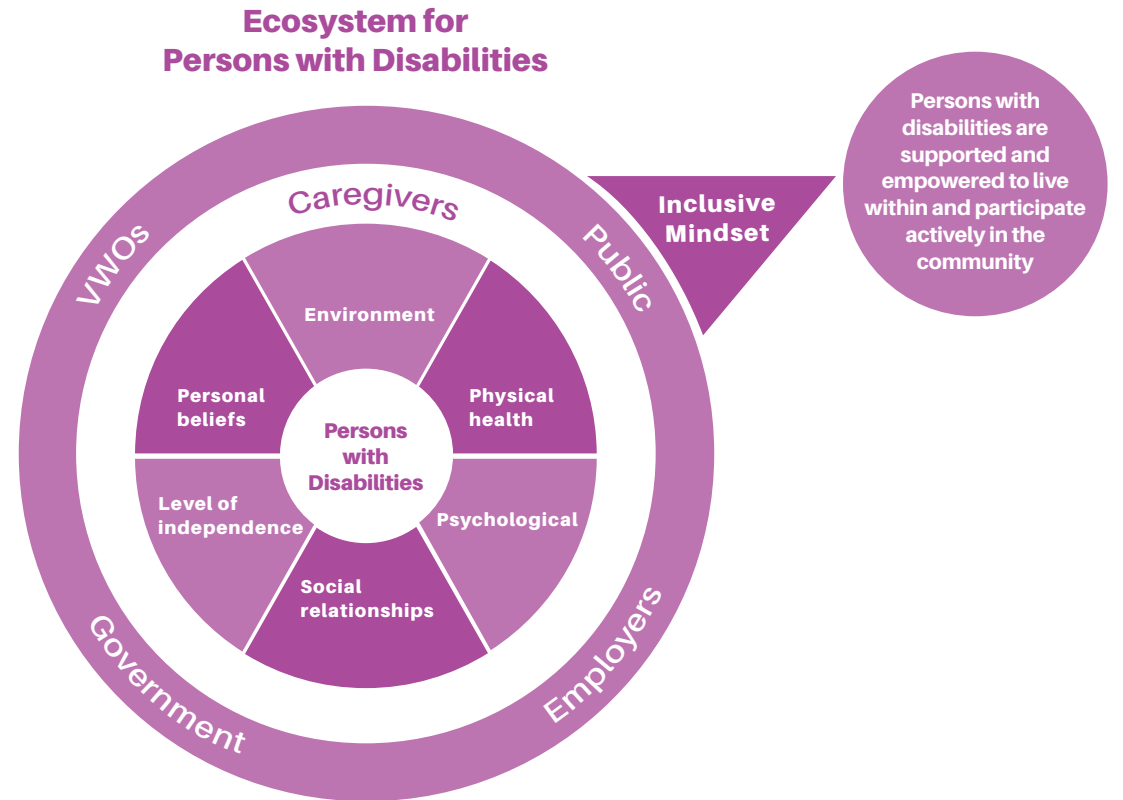 Ecosystem for
Persons with Disabilities
Persons with
disabilities are
supported and
empowered to live
within and participate
actively in the
community
Inclusive
Mindset
Caregivers
VWOs
Public
Environment
Personal
beliefs
Physical
health
Persons
with
Disabilities
Level of
independence
Psychological
Social
relationships
Government
Employers